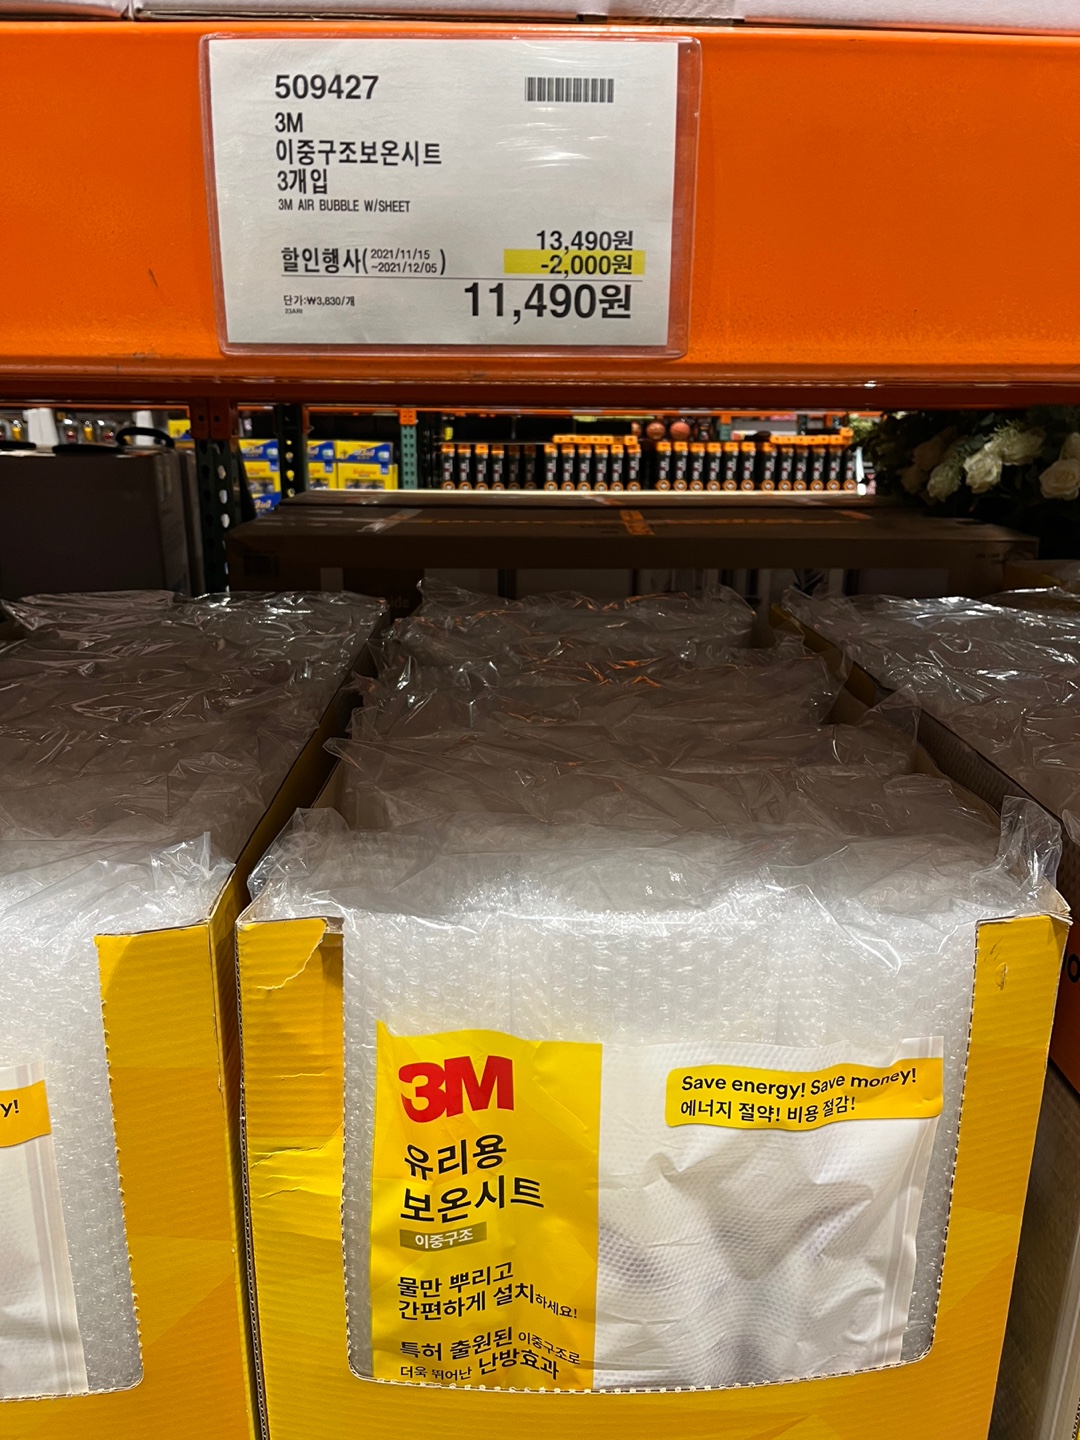 509427
3M
이중구조보온시트
3개입
3M AIR BUBBLE W/SHEET
13,490원
할인행사(2021/11/15 ~2021/12/05)
-2,000원
11,490원
단가:₩3,830/개
3M
Save energy! Save money!
에너지 절약! 비용 절감!
유리용
보온시트
이중구조
물만 뿌리고
간편하게 설치하세요!
특허 출원된 이중구조로
더욱 뛰어난 난방효과
y!